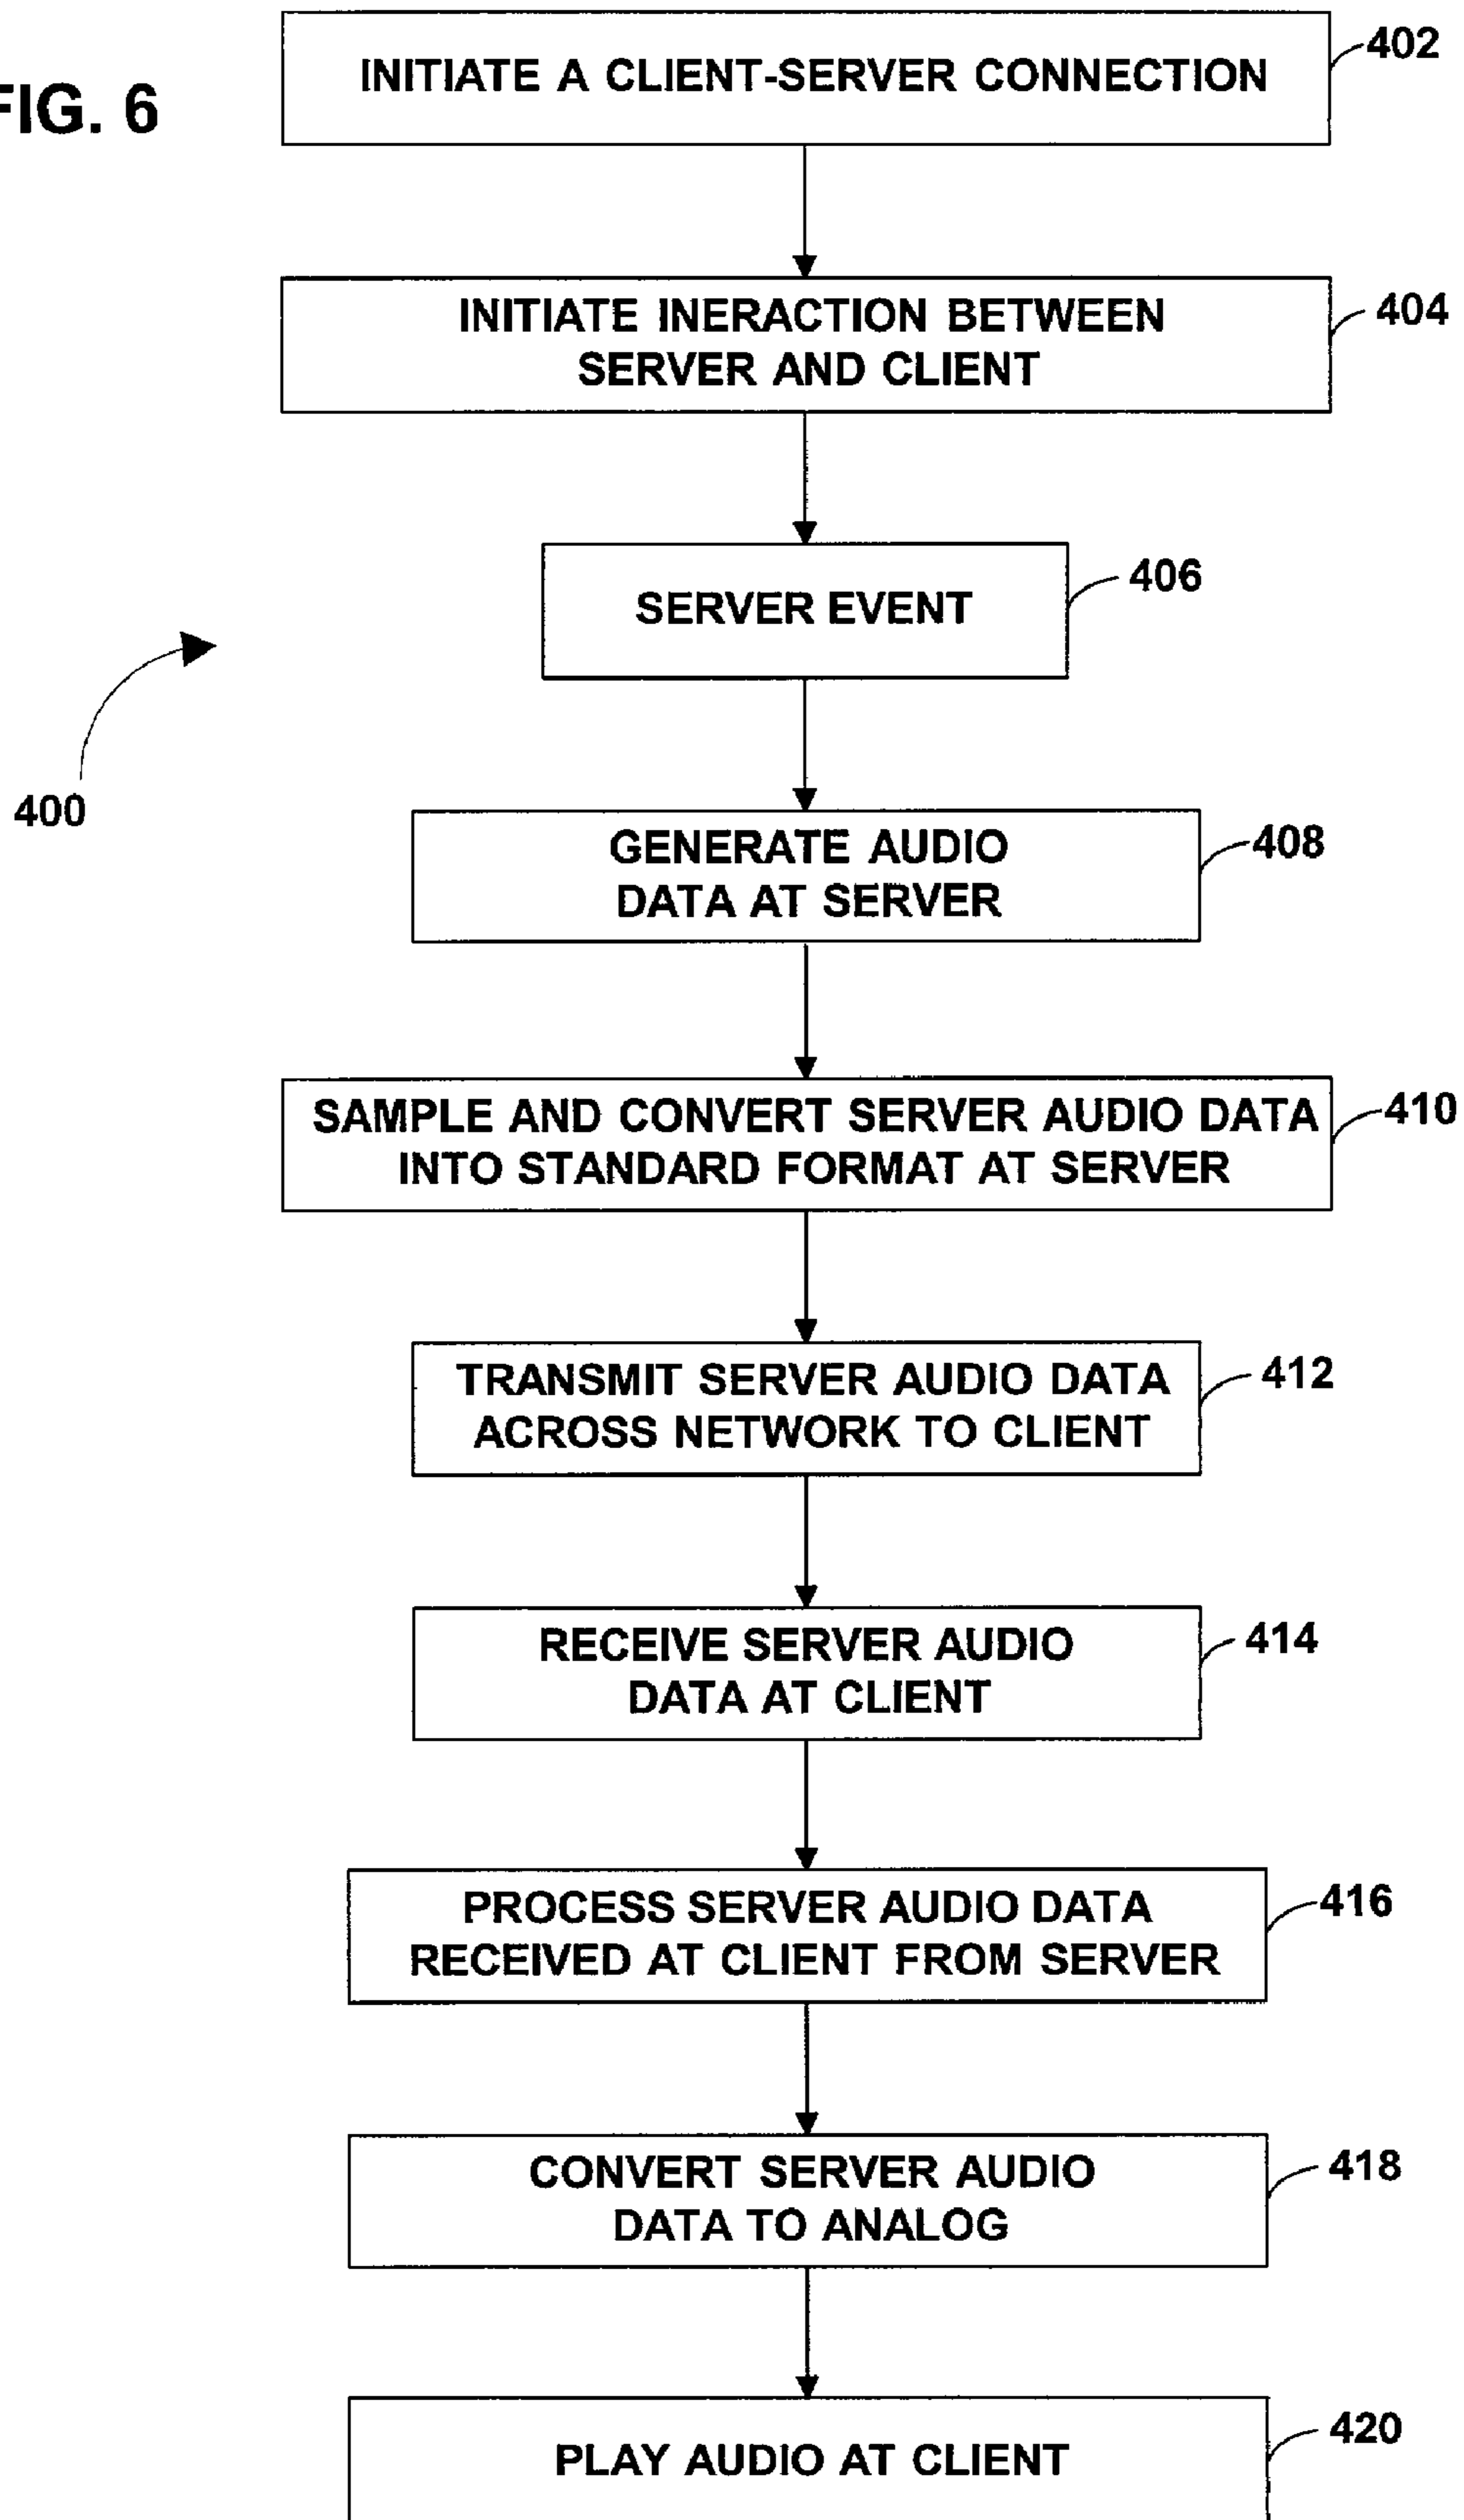 INITIATE A CLIENT-SERVER CONNECTION
402
FIG. 6
INITIATE INERACTION BETWEEN
SERVER AND CLIENT
404
SERVER EVENT
406
400
GENERATE AUDIO
DATA AT SERVER
408
SAMPLE AND CONVERT SERVER AUDIO DATA
INTO STANDARD FORMAT AT SERVER
410
TRANSMIT SERVER AUDIO DATA
ACROSS NETWORK TO CLIENT
412
RECEIVE SERVER AUDIO
DATA AT CLIENT
414
PROCESS SERVER AUDIO DATA
RECEIVED AT CLIENT FROM SERVER
416
CONVERT SERVER AUDIO
DATA TO ANALOG
418
PLAY AUDIO AT CLIENT
420